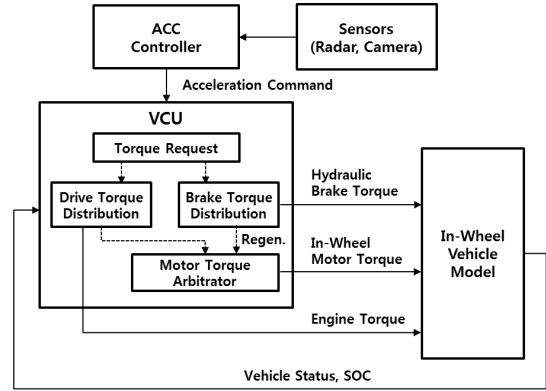 ACC
Controller
Sensors
(Radar, Camera)
Acceleration Command
VCU
Torque Request
Drive Torque
Distribution
Brake Torque
Distribution
Regen.
Motor Torque
Arbitrator
Hydraulic
Brake Torque
In-Wheel
Motor Torque
Engine Torque
In-Wheel
Vehicle
Model
Vehicle Status, SOC